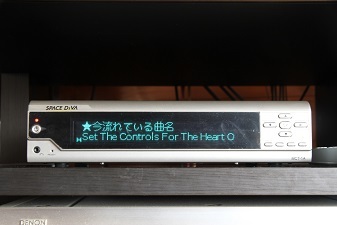 SPACE DiVA
★今流れている曲名
Set The Controls For The Heart O
DENON